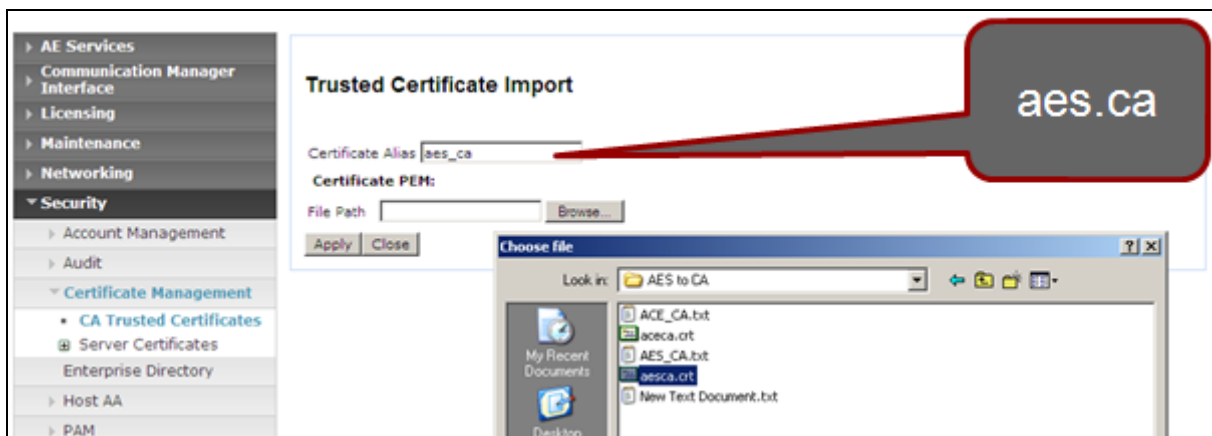 AE Services
Communication Manager
Interface
Licensing
Maintenance
Networking
Security
Account Management
Audit
Certificate Management
CA Trusted Certificates
Server Certificates
Enterprise Directory
Host AA
PAM
Trusted Certificate Import
Certificate Alias aes_ca
Certificate PEM:
File Path Browse...
Apply Close
aes.ca
Choose file
Look in: AES to CA
My Recent
Documents
Desktop
ACE_CA.txt
aceca.crt
AES_CA.txt
aesca.crt
New Text Document.txt